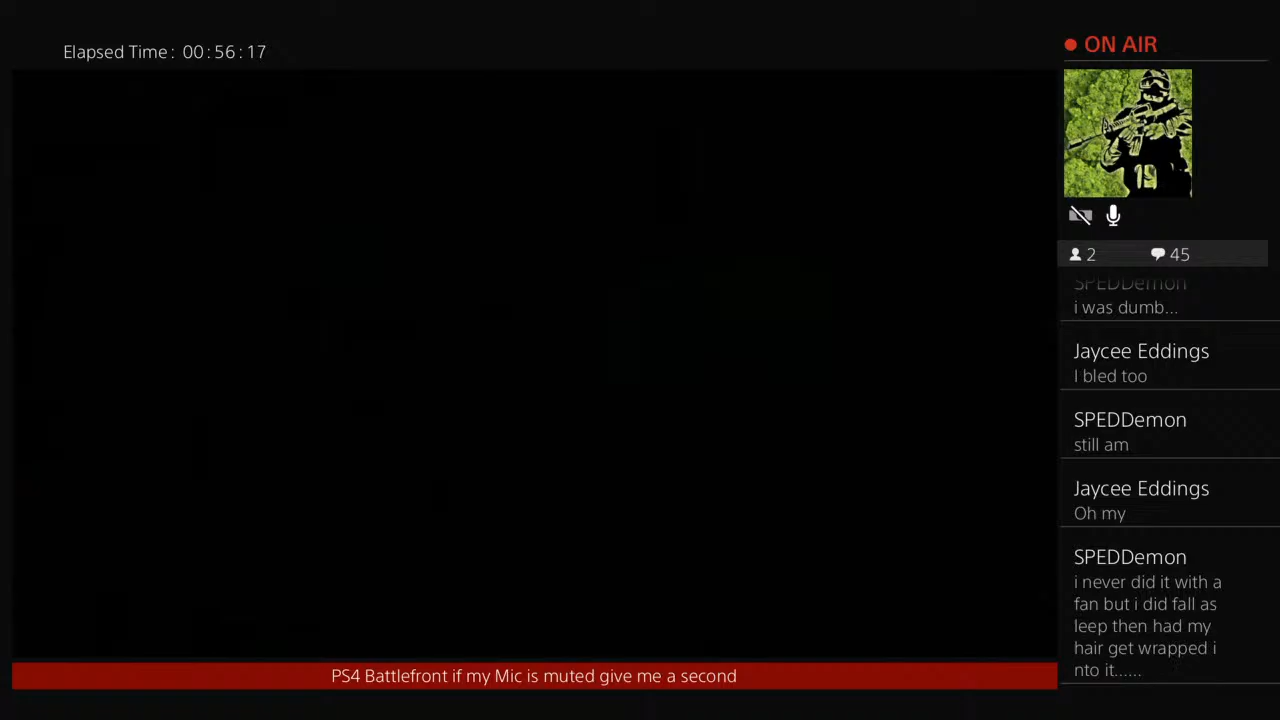 Elapsed Time: 00:56:17
ON AIR
19
2 45
SPEDDemon
i was dumb...
Jaycee Eddings
I bled too
SPEDDemon
still am
Jaycee Eddings
Oh my
SPEDDemon
i never did it with a
fan but i did fall as
leep then had my
hair get wrapped i
nto it......
PS4 Battlefront if my Mic is muted give me a second